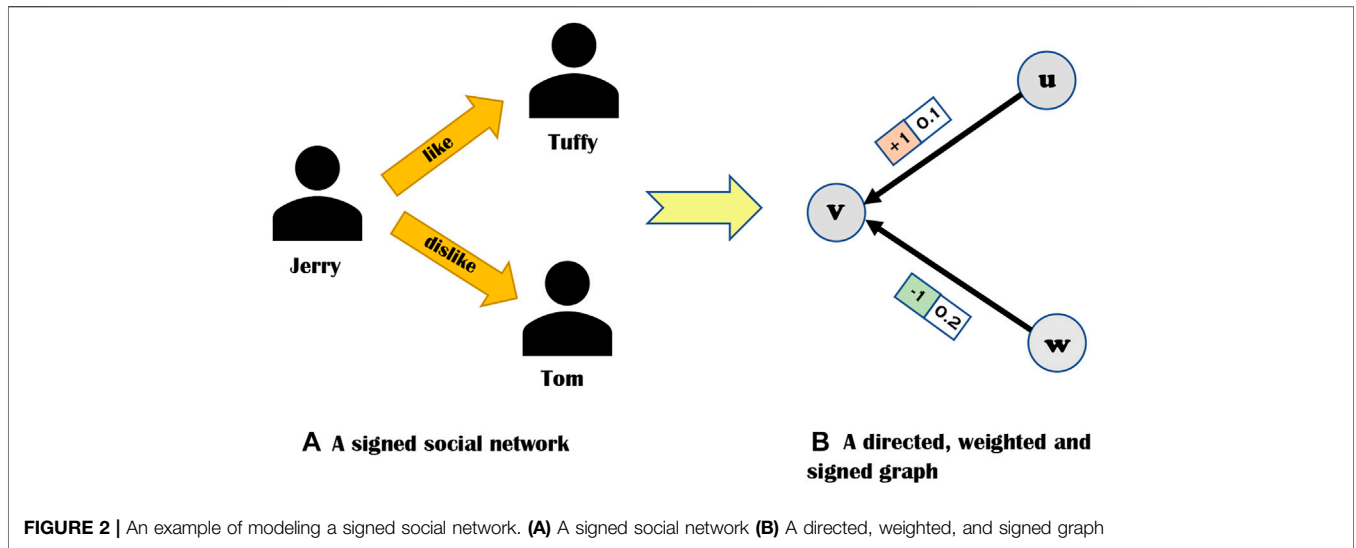 like
Tuffy
Jerry
dislike
Tom
u
+1 0.1
v
-1 0.2
w
A A signed social network
B A directed, weighted and
signed graph
FIGURE 2 | An example of modeling a signed social network. (A) A signed social network (B) A directed, weighted, and signed graph